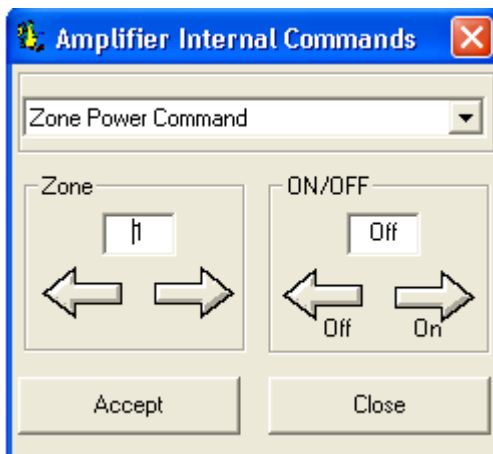 Amplifier Internal Commands
Zone Power Command
Zone
1
ON/OFF
Off
Off On
Accept Close